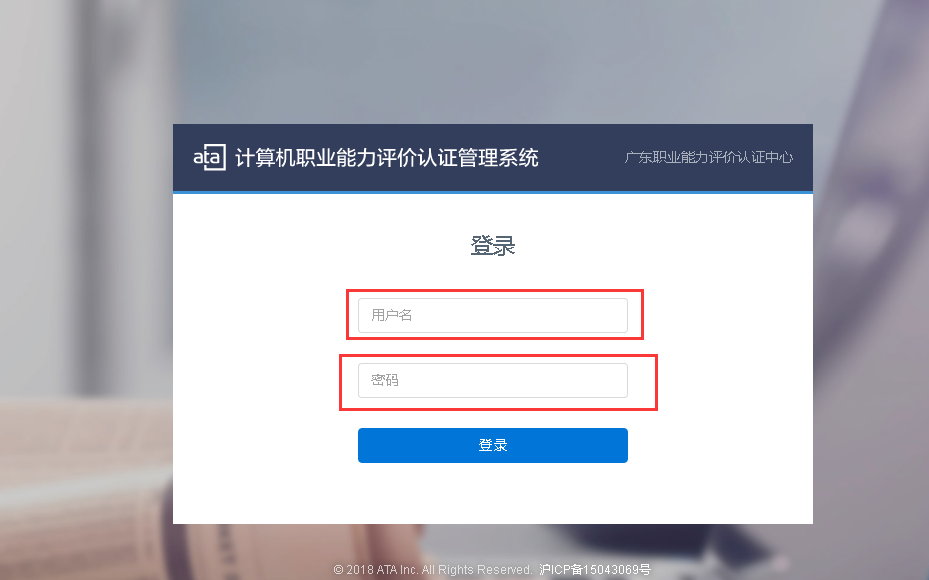 ata 计算机职业能力评价认证管理系统 广东职业能力评价认证中心
登录
用户名
密码
登录
© 2018 ATA Inc. All Rights Reserved. 沪ICP备15043069号